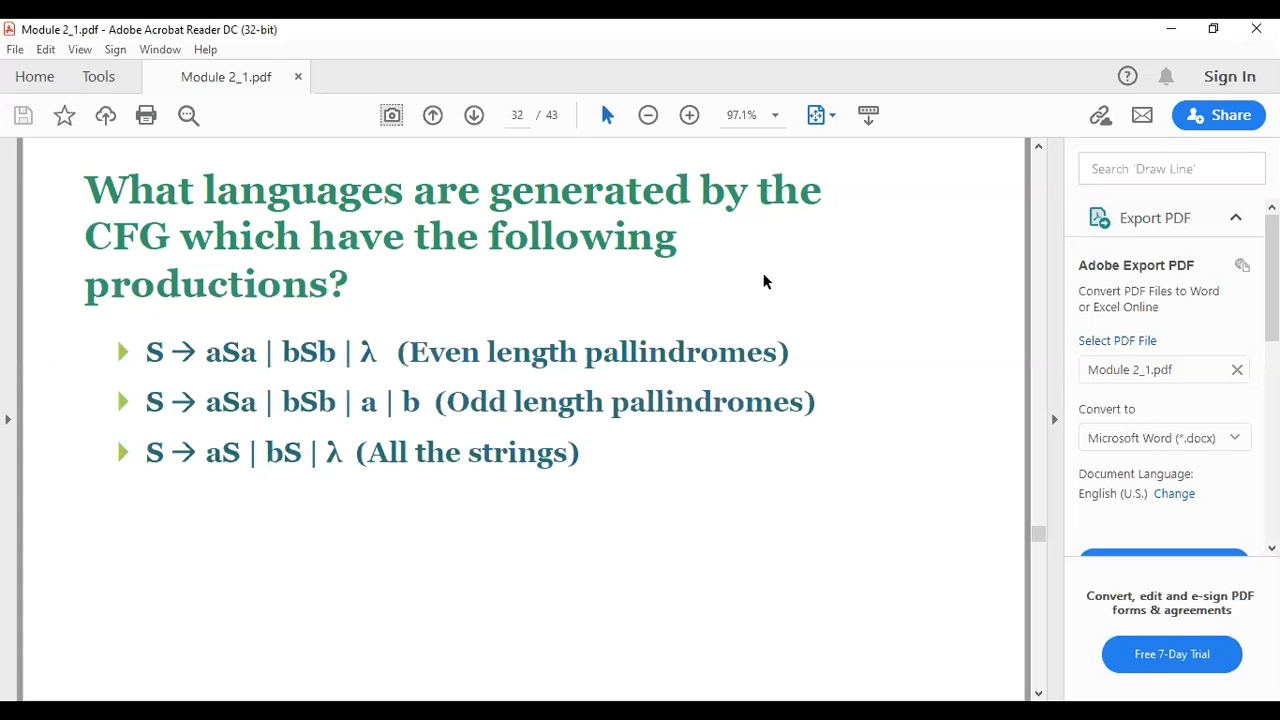 Module 2_1.pdf - Adobe Acrobat Reader DC (32-bit)
File Edit View Sign Window Help
Home Tools Module 2_1.pdf × Sign In
32 / 43 97.1% Share
What languages are generated by the
CFG which have the following
productions?
S → aSa | bSb | λ (Even length pallindromes)
S → aSa | bSb | a | b (Odd length pallindromes)
S → aS | bS | λ (All the strings)
Search 'Draw Line'
Export PDF
Adobe Export PDF
Convert PDF Files to Word
or Excel Online
Select PDF File
Module 2_1.pdf
Convert to
Microsoft Word (*.docx)
Document Language:
English (U.S.) Change
Convert, edit and e-sign PDF
forms & agreements
Free 7-Day Trial